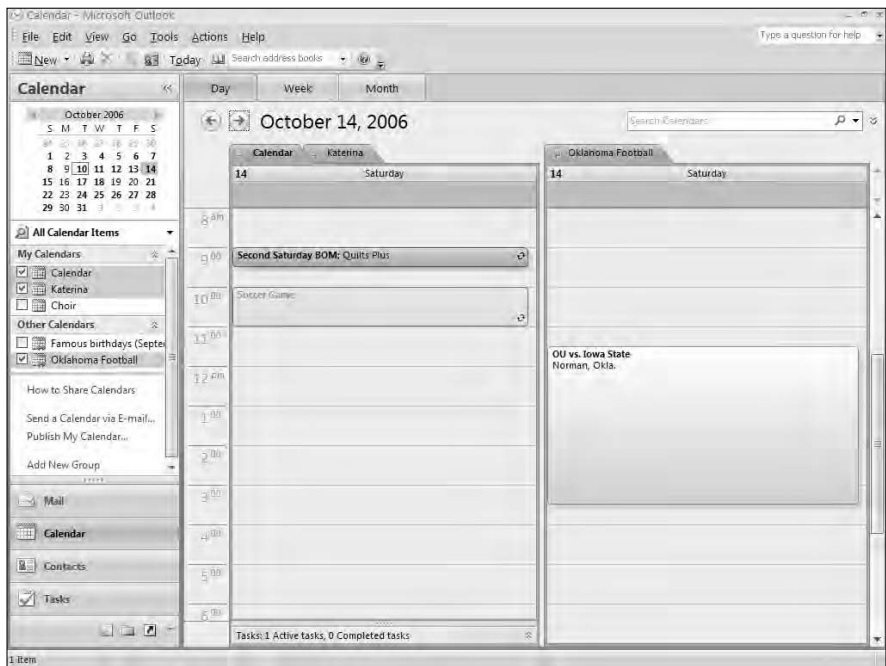 Calendar - Microsoft Outlook
File Edit View Go Tools Actions Help
Type a question for help
New Today Search address books
Calendar
Day Week Month
October 2006
S M T W T F S
1 2 3 4 5 6 7
8 9 10 11 12 13 14
15 16 17 18 19 20 21
22 23 24 25 26 27 28
29 30 31
All Calendar Items
My Calendars
Calendar
Katerina
Choir
Other Calendars
Famous birthdays (Septe
Oklahoma Football
How to Share Calendars
Send a Calendar via E-mail...
Publish My Calendar...
Add New Group
Mail
Calendar
Contacts
Tasks
October 14, 2006
Search Calendars
Calendar Katerina
Oklahoma Football
14 Saturday
14 Saturday
8 am
9 00
Second Saturday BOM; Quilts Plus
10 00
Soccer Game
11 00
OU vs. Iowa State
Norman, Okla.
12 pm
1 00
2 00
3 00
4 00
5 00
6 00
Tasks: 1 Active tasks, 0 Completed tasks
1 Item